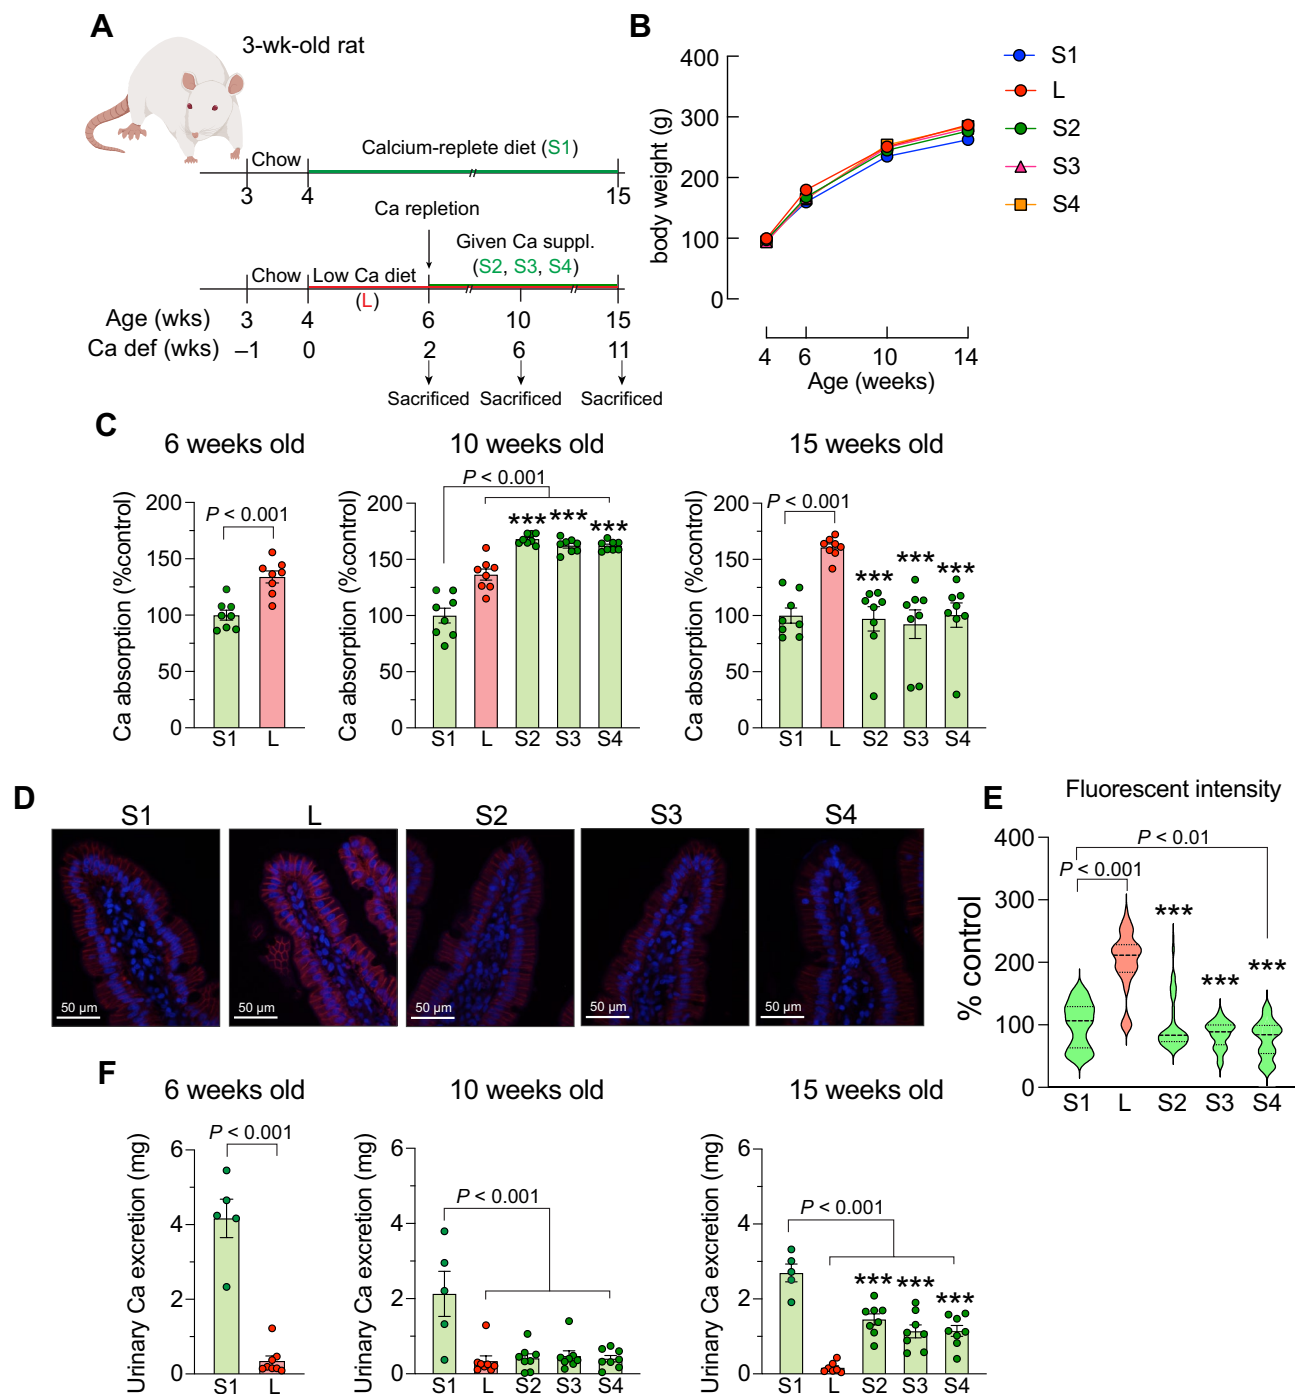 A
3-wk-old rat
Chow
Calcium-replete diet (S1)
3
4
15
Ca repletion
Given Ca suppl.
(S2, S3, S4)
Chow
Low Ca diet
(L)
Age (wks) 3 4 6 10 15
Ca def (wks) –1 0 2 6 11
Sacrificed Sacrificed Sacrificed
B
body weight (g)
400
300
200
100
0
4 6 10 14
Age (weeks)
S1
L
S2
S3
S4
C
6 weeks old
Ca absorption (%control)
200
150
100
50
0
P < 0.001
S1 L
10 weeks old
Ca absorption (%control)
200
150
100
50
0
P < 0.001
*** *** ***
S1 L S2 S3 S4
15 weeks old
Ca absorption (%control)
200
150
100
50
0
P < 0.001
*** *** ***
S1 L S2 S3 S4
D
S1 L S2 S3 S4
50 µm 50 µm 50 µm 50 µm 50 µm
E
Fluorescent intensity
% control
400
300
200
100
0
P < 0.01
P < 0.001
*** *** ***
S1 L S2 S3 S4
F
6 weeks old
Urinary Ca excretion (mg)
6
4
2
0
P < 0.001
S1 L
10 weeks old
Urinary Ca excretion (mg)
6
4
2
0
P < 0.001
S1 L S2 S3 S4
15 weeks old
Urinary Ca excretion (mg)
6
4
2
0
P < 0.001
*** *** ***
S1 L S2 S3 S4